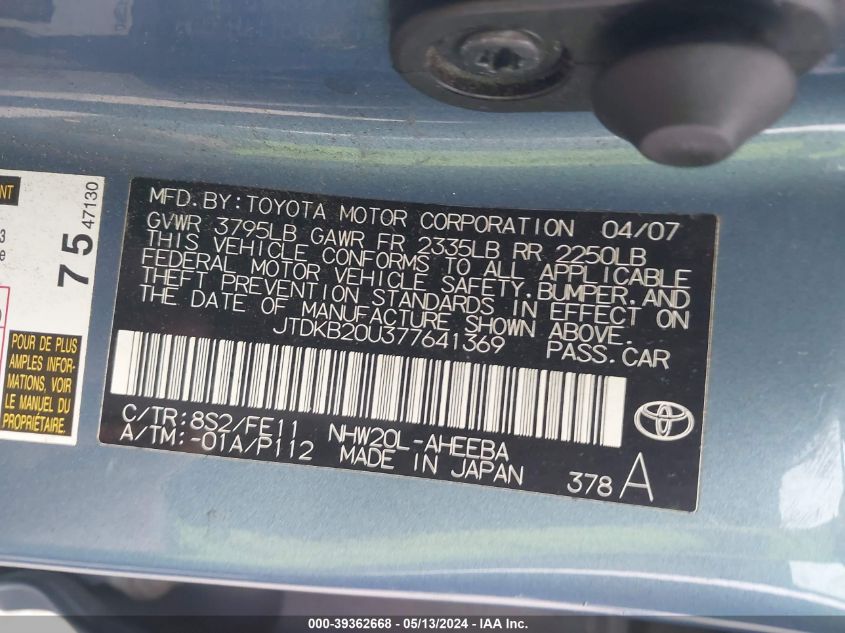 ENT
3
e
75 47130
POUR DE PLUS
AMPLES INFOR-
MATIONS, VOIR
LE MANUEL DU
PROPRIÉTAIRE.
MFD. BY: TOYOTA MOTOR CORPORATION 04/07
GVWR 3795LB GAWR FR 2335LB RR 2250LB
THIS VEHICLE CONFORMS TO ALL APPLICABLE
FEDERAL MOTOR VEHICLE SAFETY, BUMPER, AND
THEFT PREVENTION STANDARDS IN EFFECT ON
THE DATE OF MANUFACTURE SHOWN ABOVE.
JTDKB20U377641369 PASS. CAR
C/TR: 8S2/FE11 NHW20L-AHEEBA
A/TM: -01A/P112 MADE IN JAPAN 378 A
000-39362668 - 05/13/2024 - IAA Inc.